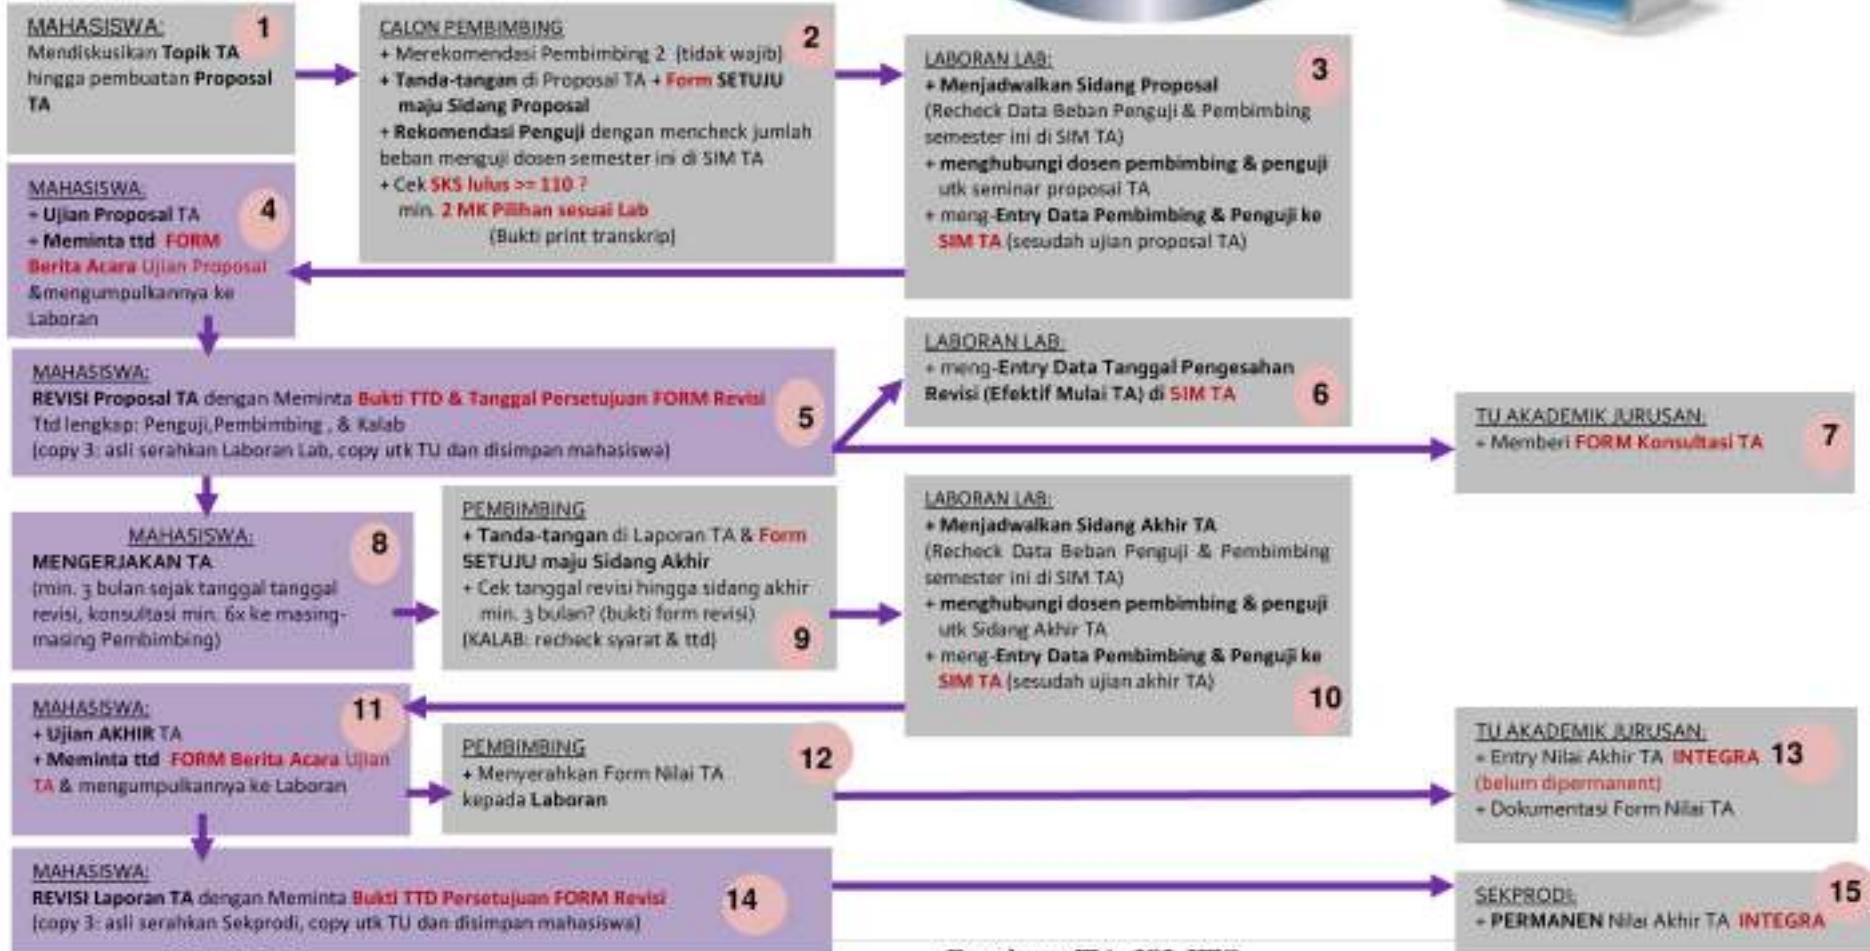 MAHASISWA: 1
Mendiskusikan Topik TA
hingga pembuatan Proposal
TA
CALON PEMBIMBING 2
+ Merekomendasi Pembimbing 2 (tidak wajib)
+ Tanda-tangan di Proposal TA + Form SETUJU
maju Sidang Proposal
+ Rekomendasi Penguji dengan mencheck jumlah
beban menguji dosen semester ini di SIM TA
+ Cek SKS lulus >= 110 ?
min. 2 MK Pilihan sesuai Lab
(Bukti print transkrip)
LABORAN LAB: 3
+ Menjadwalkan Sidang Proposal
(Recheck Data Beban Penguji & Pembimbing
semester ini di SIM TA)
+ menghubungi dosen pembimbing & penguji
utk seminar proposal TA
+ meng-Entry Data Pembimbing & Penguji ke
SIM TA (sesudah ujian proposal TA)
MAHASISWA: 4
+ Ujian Proposal TA
+ Meminta ttd FORM
Berita Acara Ujian Proposal
&mengumpulkannya ke
Laboran
MAHASISWA: 5
REVISI Proposal TA dengan Meminta Bukti TTD & Tanggal Persetujuan FORM Revisi
Ttd lengkap: Penguji,Pembimbing , & Kalab
(copy 3: asli serahkan Laboran Lab, copy utk TU dan disimpan mahasiswa)
LABORAN LAB: 6
+ meng-Entry Data Tanggal Pengesahan
Revisi (Efektif Mulai TA) di SIM TA
TU AKADEMIK JURUSAN: 7
+ Memberi FORM Konsultasi TA
MAHASISWA: 8
MENGERJAKAN TA
(min. 3 bulan sejak tanggal tanggal
revisi, konsultasi min. 6x ke masing-
masing Pembimbing)
PEMBIMBING 9
+ Tanda-tangan di Laporan TA & Form
SETUJU maju Sidang Akhir
+ Cek tanggal revisi hingga sidang akhir
min. 3 bulan? (bukti form revisi)
(KALAB: recheck syarat & ttd)
LABORAN LAB: 10
+ Menjadwalkan Sidang Akhir TA
(Recheck Data Beban Penguji & Pembimbing
semester ini di SIM TA)
+ menghubungi dosen pembimbing & penguji
utk Sidang Akhir TA
+ meng-Entry Data Pembimbing & Penguji ke
SIM TA (sesudah ujian akhir TA)
MAHASISWA: 11
+ Ujian AKHIR TA
+ Meminta ttd FORM Berita Acara Ujian
TA & mengumpulkannya ke Laboran
PEMBIMBING 12
+ Menyerahkan Form Nilai TA
kepada Laboran
TU AKADEMIK JURUSAN: 13
+ Entry Nilai Akhir TA INTEGRA
(belum dipermanent)
+ Dokumentasi Form Nilai TA
MAHASISWA: 14
REVISI Laporan TA dengan Meminta Bukti TTD Persetujuan FORM Revisi
(copy 3: asli serahkan Sekprodi, copy utk TU dan disimpan mahasiswa)
SEKPRODI: 15
+ PERMANEN Nilai Akhir TA INTEGRA